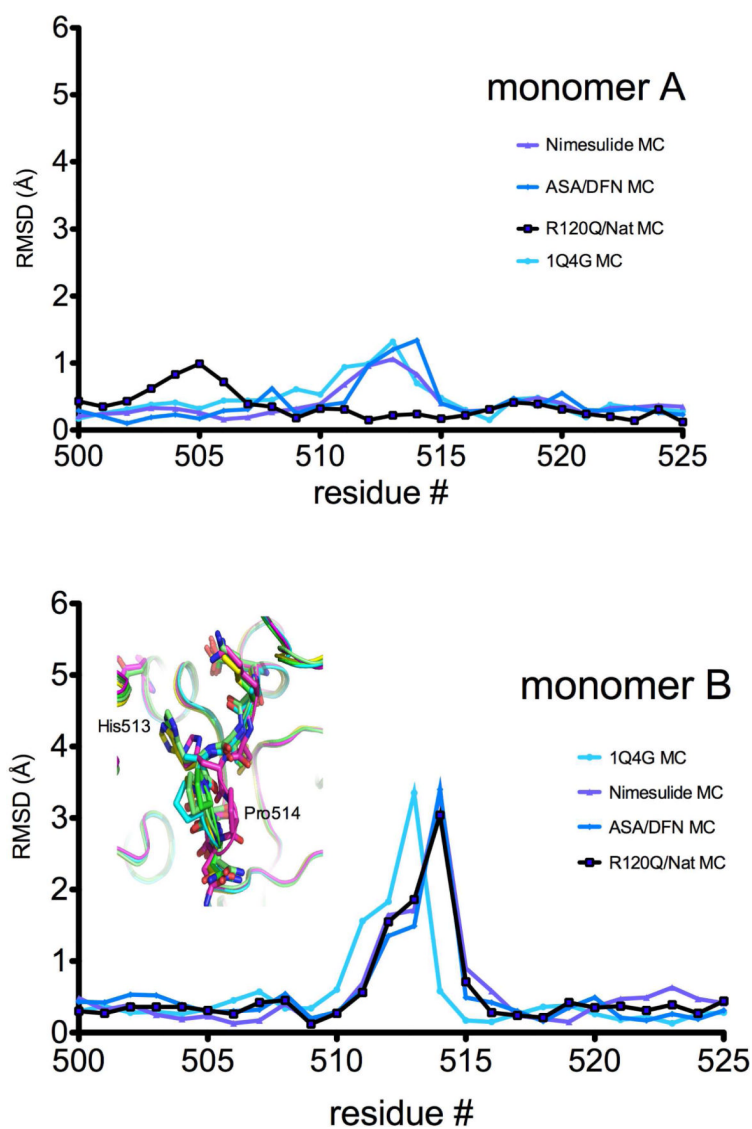 6
monomer A
5
Nimesulide MC
4
ASA/DFN MC
RMSD (Å)
3
R120Q/Nat MC
1Q4G MC
2
1
0
500 505 510 515 520 525
residue #
6
5
monomer B
His513
4
1Q4G MC
Nimesulide MC
RMSD (Å)
3
Pro514
ASA/DFN MC
R120Q/Nat MC
2
1
0
500 505 510 515 520 525
residue #